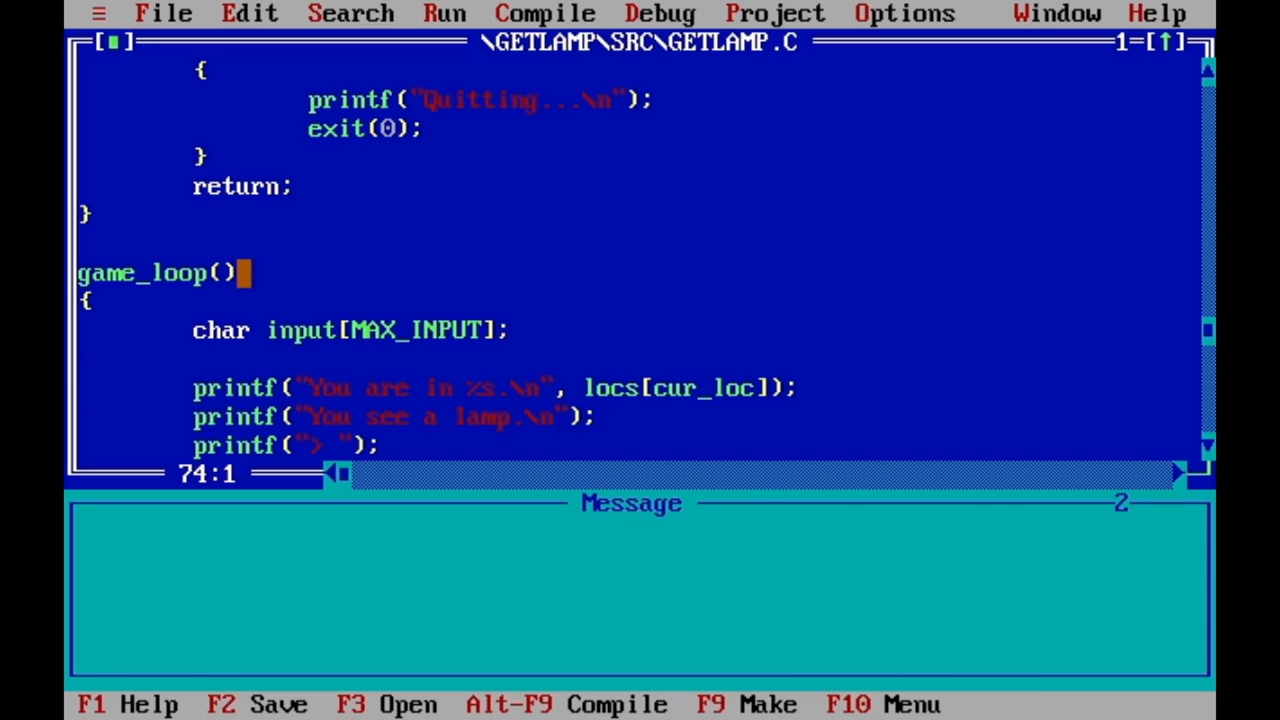 ≡ File Edit Search Run Compile Debug Project Options Window Help
[■] \GETLAMP\SRC\GETLAMP.C 1=[↑]
{
printf("Quitting...\n");
exit(0);
}
return;
}
game_loop()
{
char input[MAX_INPUT];
printf("You are in %s.\n", locs[cur_loc]);
printf("You see a lamp.\n");
printf("> ");
74:1
Message 2
F1 Help F2 Save F3 Open Alt-F9 Compile F9 Make F10 Menu